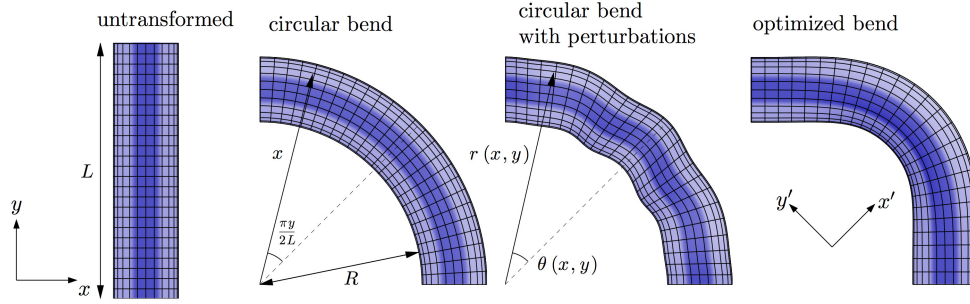 untransformed
circular bend
circular bend
with perturbations
optimized bend
L
y
x
x
πy
2L
R
r (x, y)
θ (x, y)
y′
x′